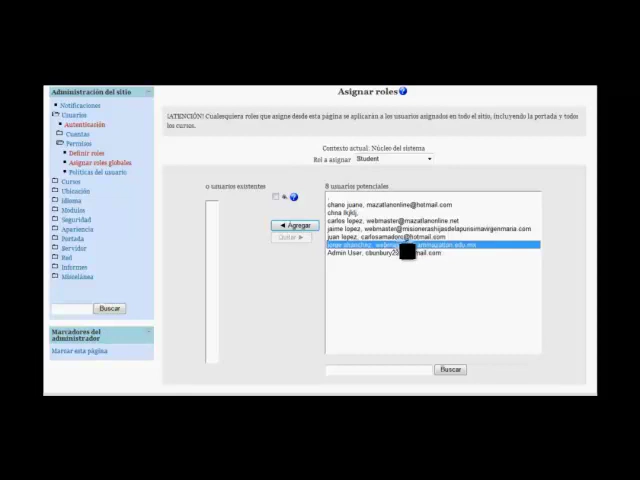 Administración del sitio
Notificaciones
Usuarios
Autentificación
Cuentas
Permisos
Definir roles
Asignar roles globales
Políticas del usuario
Cursos
Ubicación
Idioma
Módulos
Seguridad
Apariencia
Portada
Servidor
Red
Informes
Miscelánea
Buscar
Marcadores del
administrador
Marcar esta página
Asignar roles
¡ATENCIÓN! Cualesquiera roles que asigne desde esta página se aplicarán a los usuarios asignados en todo el sitio, incluyendo la portada y todos
los cursos.
Contexto actual: Núcleo del sistema
Rol a asignar Student
0 usuarios existentes
Agregar
Quitar
8 usuarios potenciales
,
chane juane, mazatlanonline@hotmail.com
carlos lopez, webmaster@mazatlanonline.net
jaime lopez, webmaster@misionerashijasdelapurisimavirgenmaria.com
juan lopez, carlosamadorc@hotmail.com
Admin User,
Buscar